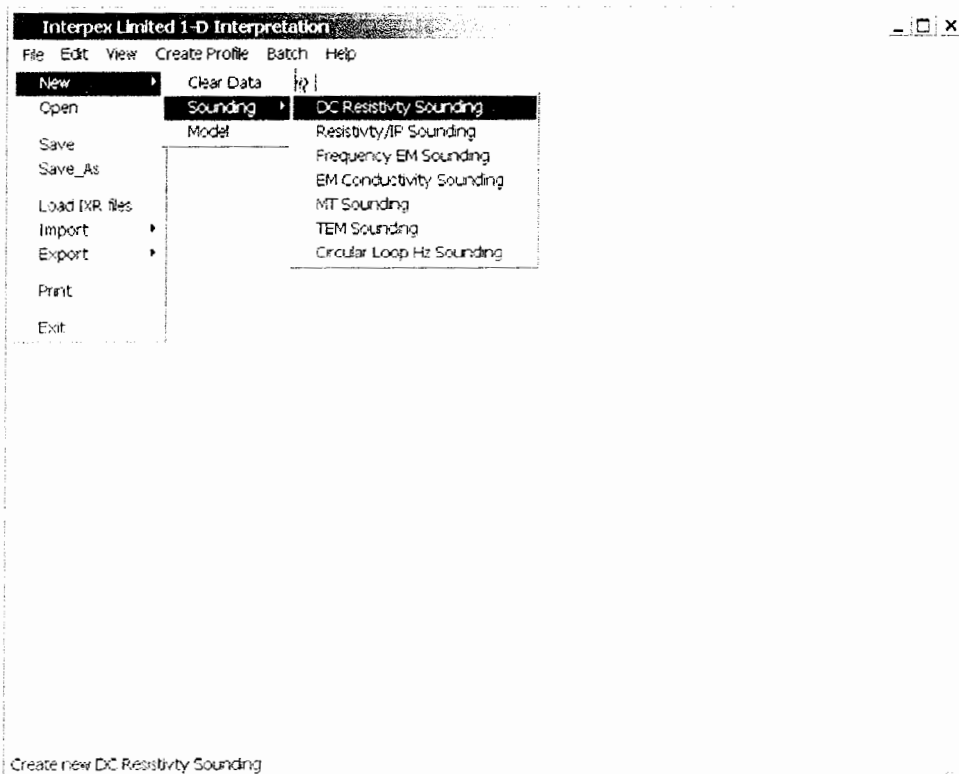 Interpex Limited 1-D Interpretation
File Edit View Create Profile Batch Help
New
Open
Save
Save_As
Load IXR files
Import
Export
Print
Exit
Clear Data
Sounding
Model
DC Resistivty Sounding
Resistivty/IP Sounding
Frequency EM Sounding
EM Conductivity Sounding
MT Sounding
TEM Sounding
Circular Loop Hz Sounding
Create new DC Resistivty Sounding